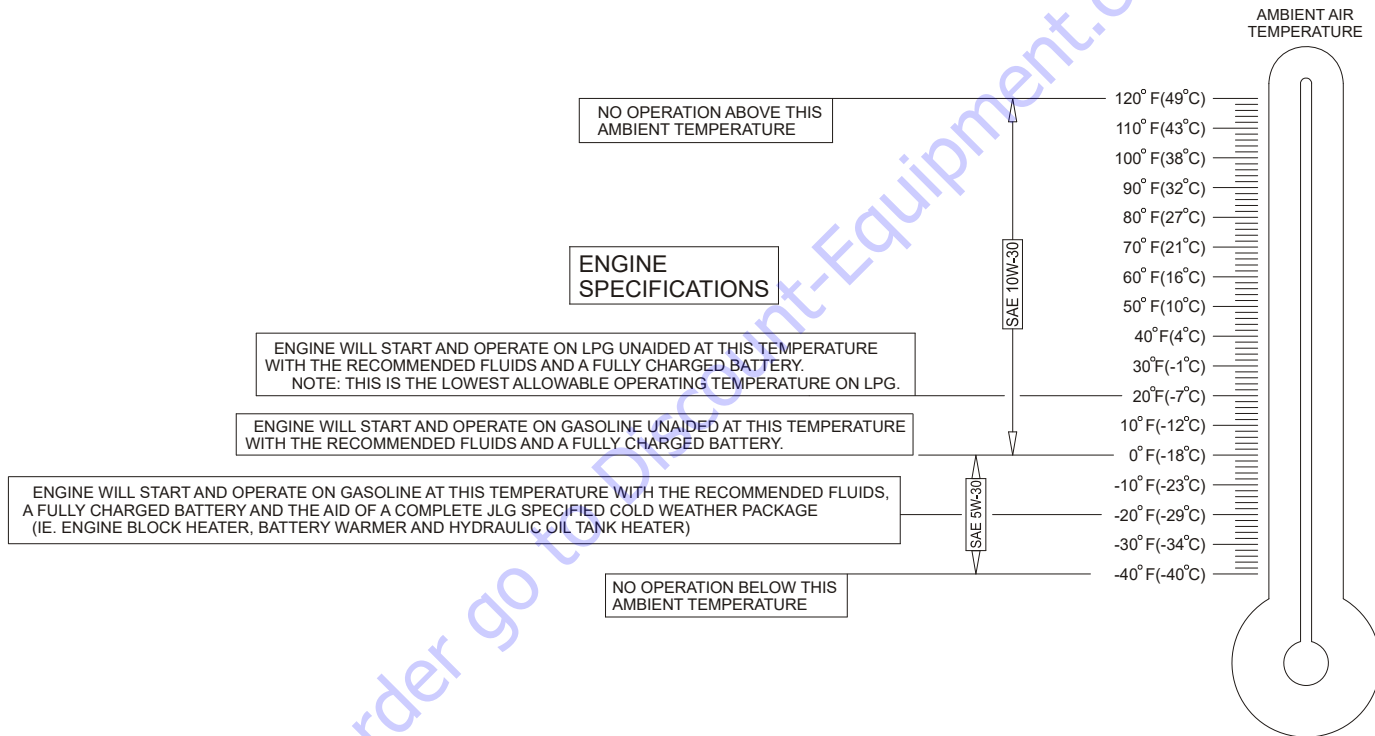 AMBIENT AIR
TEMPERATURE
NO OPERATION ABOVE THIS
AMBIENT TEMPERATURE
120° F(49°C)
110° F(43°C)
100° F(38°C)
90° F(32°C)
80° F(27°C)
70° F(21°C)
60° F(16°C)
50° F(10°C)
40°F(4°C)
30°F(-1°C)
20°F(-7°C)
10°F(-12°C)
0° F(-18°C)
-10° F(-23°C)
-20° F(-29°C)
-30° F(-34°C)
-40° F(-40°C)
SAE 10W-30
ENGINE
SPECIFICATIONS
ENGINE WILL START AND OPERATE ON LPG UNAIDED AT THIS TEMPERATURE
WITH THE RECOMMENDED FLUIDS AND A FULLY CHARGED BATTERY.
NOTE: THIS IS THE LOWEST ALLOWABLE OPERATING TEMPERATURE ON LPG.
ENGINE WILL START AND OPERATE ON GASOLINE UNAIDED AT THIS TEMPERATURE
WITH THE RECOMMENDED FLUIDS AND A FULLY CHARGED BATTERY.
ENGINE WILL START AND OPERATE ON GASOLINE AT THIS TEMPERATURE WITH THE RECOMMENDED FLUIDS,
A FULLY CHARGED BATTERY AND THE AID OF A COMPLETE JLG SPECIFIED COLD WEATHER PACKAGE
(IE. ENGINE BLOCK HEATER, BATTERY WARMER AND HYDRAULIC OIL TANK HEATER)
SAE 5W-30
NO OPERATION BELOW THIS
AMBIENT TEMPERATURE
go to Discount-Equipment.